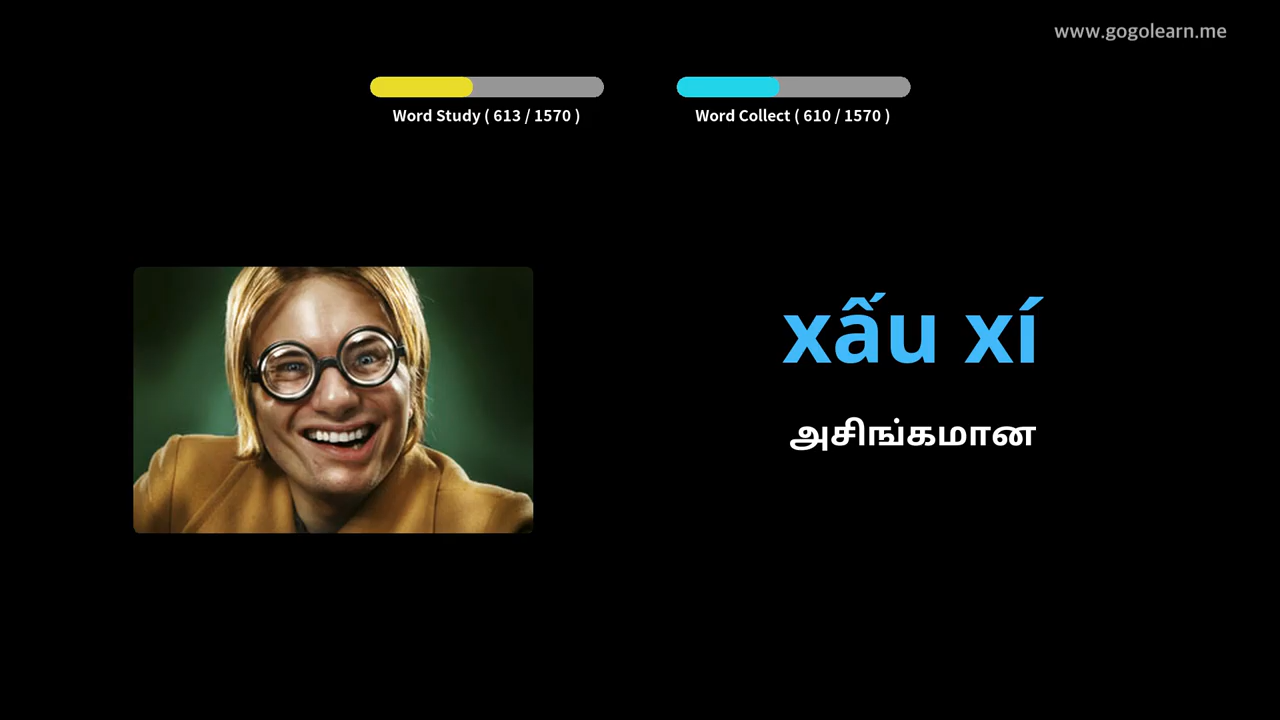 www.gogolearn.me
Word Study ( 613 / 1570 )
Word Collect ( 610 / 1570 )
xấu xí
அசிங்கமான